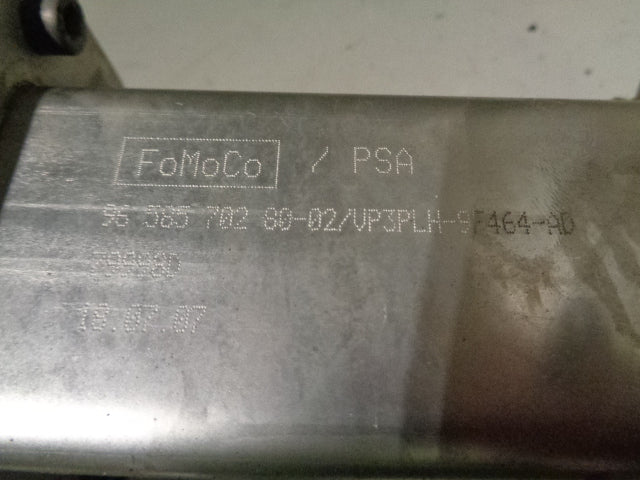 FoMoCo / PSA
96 585 702 80-02/VP3PLH-9F464-AD
18.07.07